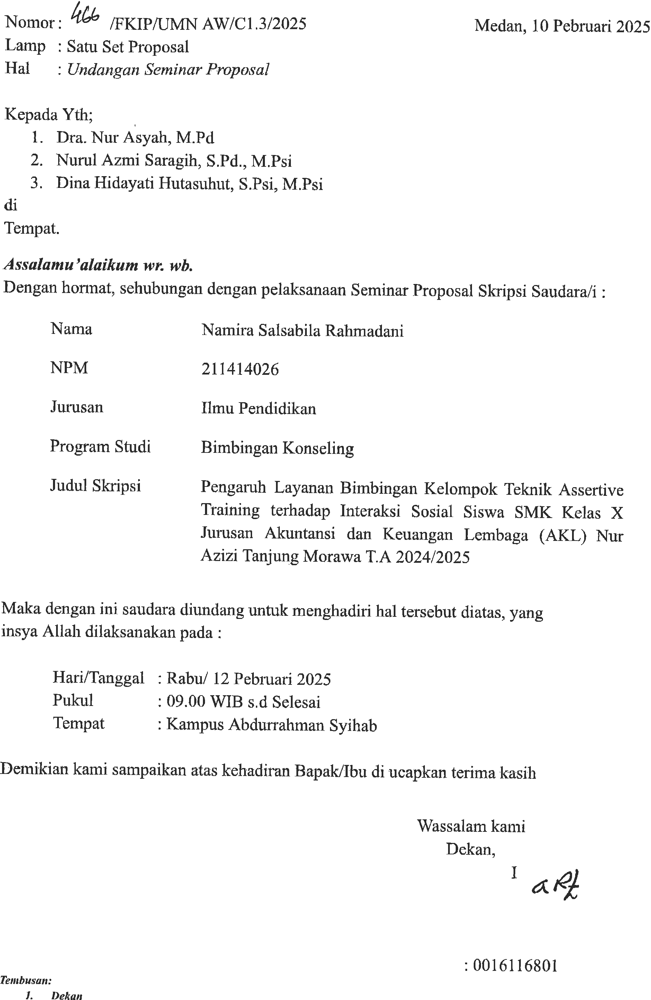 Nomor : 466 /FKIP/UMN AW/C1.3/2025 Medan, 10 Pebruari 2025
Lamp : Satu Set Proposal
Hal : Undangan Seminar Proposal
Kepada Yth;
1. Dra. Nur Asyah, M.Pd
2. Nurul Azmi Saragih, S.Pd., M.Psi
3. Dina Hidayati Hutasuhut, S.Psi, M.Psi
di
Tempat.
Assalamu'alaikum wr. wb.
Dengan hormat, sehubungan dengan pelaksanaan Seminar Proposal Skripsi Saudara/i :
Nama Namira Salsabila Rahmadani
NPM 211414026
Jurusan Ilmu Pendidikan
Program Studi Bimbingan Konseling
Judul Skripsi Pengaruh Layanan Bimbingan Kelompok Teknik Assertive
Training terhadap Interaksi Sosial Siswa SMK Kelas X
Jurusan Akuntansi dan Keuangan Lembaga (AKL) Nur
Azizi Tanjung Morawa T.A 2024/2025
Maka dengan ini saudara diundang untuk menghadiri hal tersebut diatas, yang
insya Allah dilaksanakan pada :
Hari/Tanggal : Rabu/ 12 Pebruari 2025
Pukul : 09.00 WIB s.d Selesai
Tempat : Kampus Abdurrahman Syihab
Demikian kami sampaikan atas kehadiran Bapak/Ibu di ucapkan terima kasih
Wassalam kami
Dekan,
I
: 0016116801
Tembusan:
1. Dekan